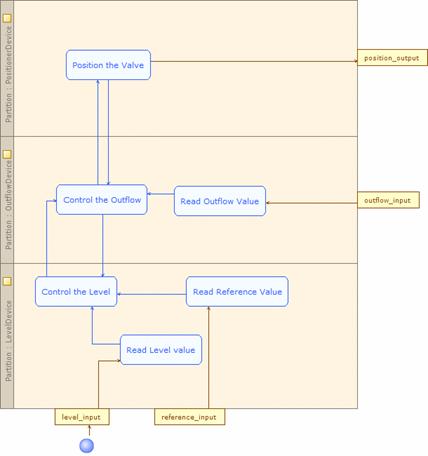 Partition : PositionerDevice
Position the Valve
position_output
Partition : OutflowDevice
Control the Outflow
Read Outflow Value
outflow_input
Partition : LevelDevice
Control the Level
Read Reference Value
Read Level value
level_input
reference_input